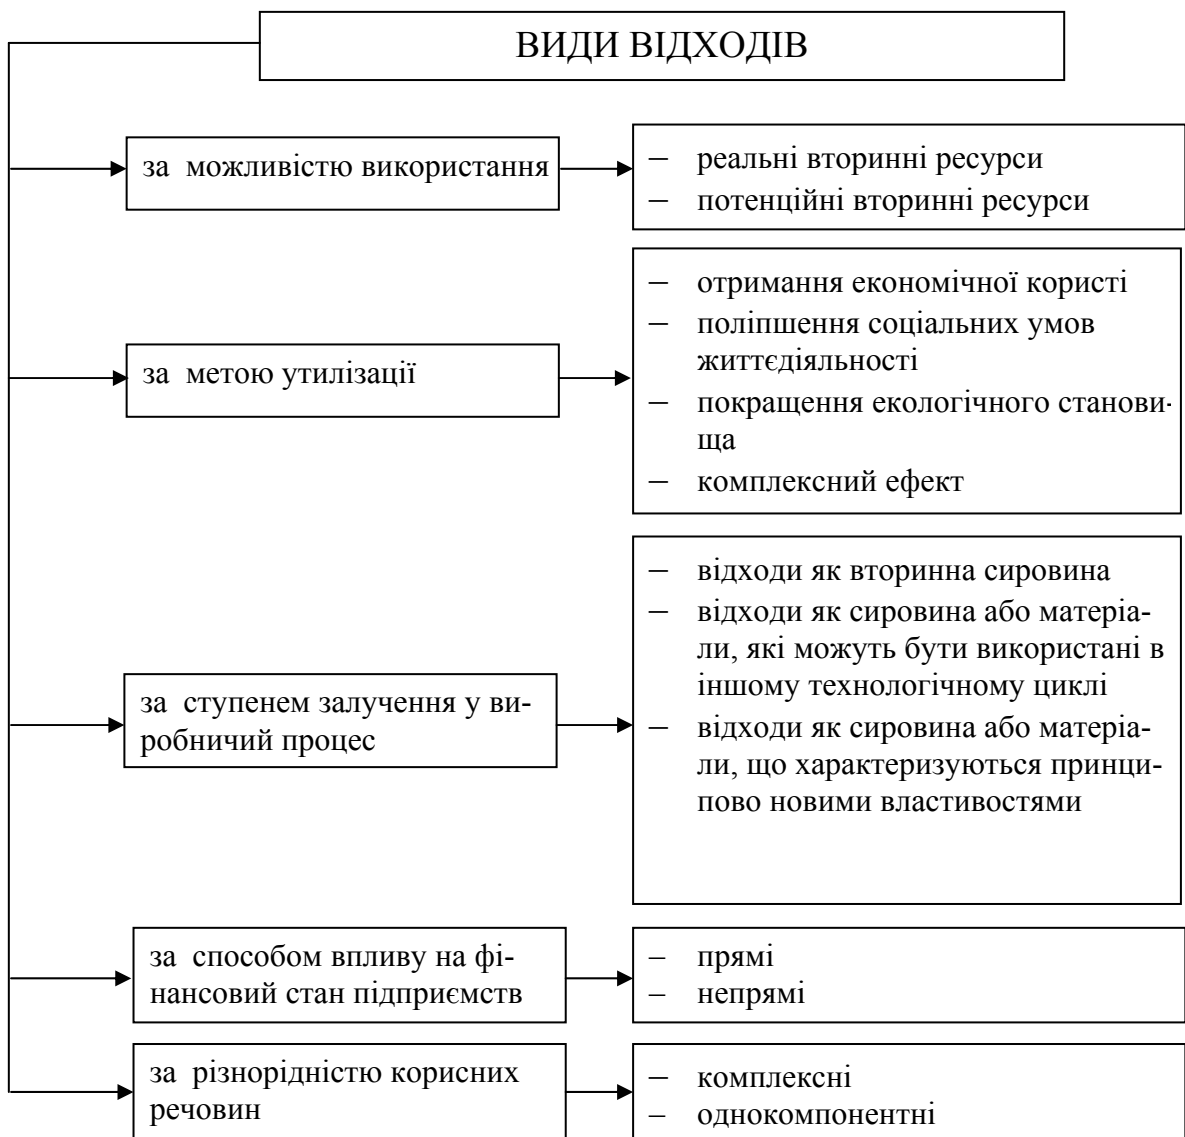 ВИДИ ВІДХОДІВ
за можливістю використання
– реальні вторинні ресурси
– потенційні вторинні ресурси
за метою утилізації
– отримання економічної користі
– поліпшення соціальних умов
життєдіяльності
– покращення екологічного станови-
ща
– комплексний ефект
за ступенем залучення у ви-
робничий процес
– відходи як вторинна сировина
– відходи як сировина або матеріа-
ли, які можуть бути використані в
іншому технологічному циклі
– відходи як сировина або матеріа-
ли, що характеризуються принци-
пово новими властивостями
за способом впливу на фі-
нансовий стан підприємств
– прямі
– непрямі
за різнорідністю корисних
речовин
– комплексні
– однокомпонентні